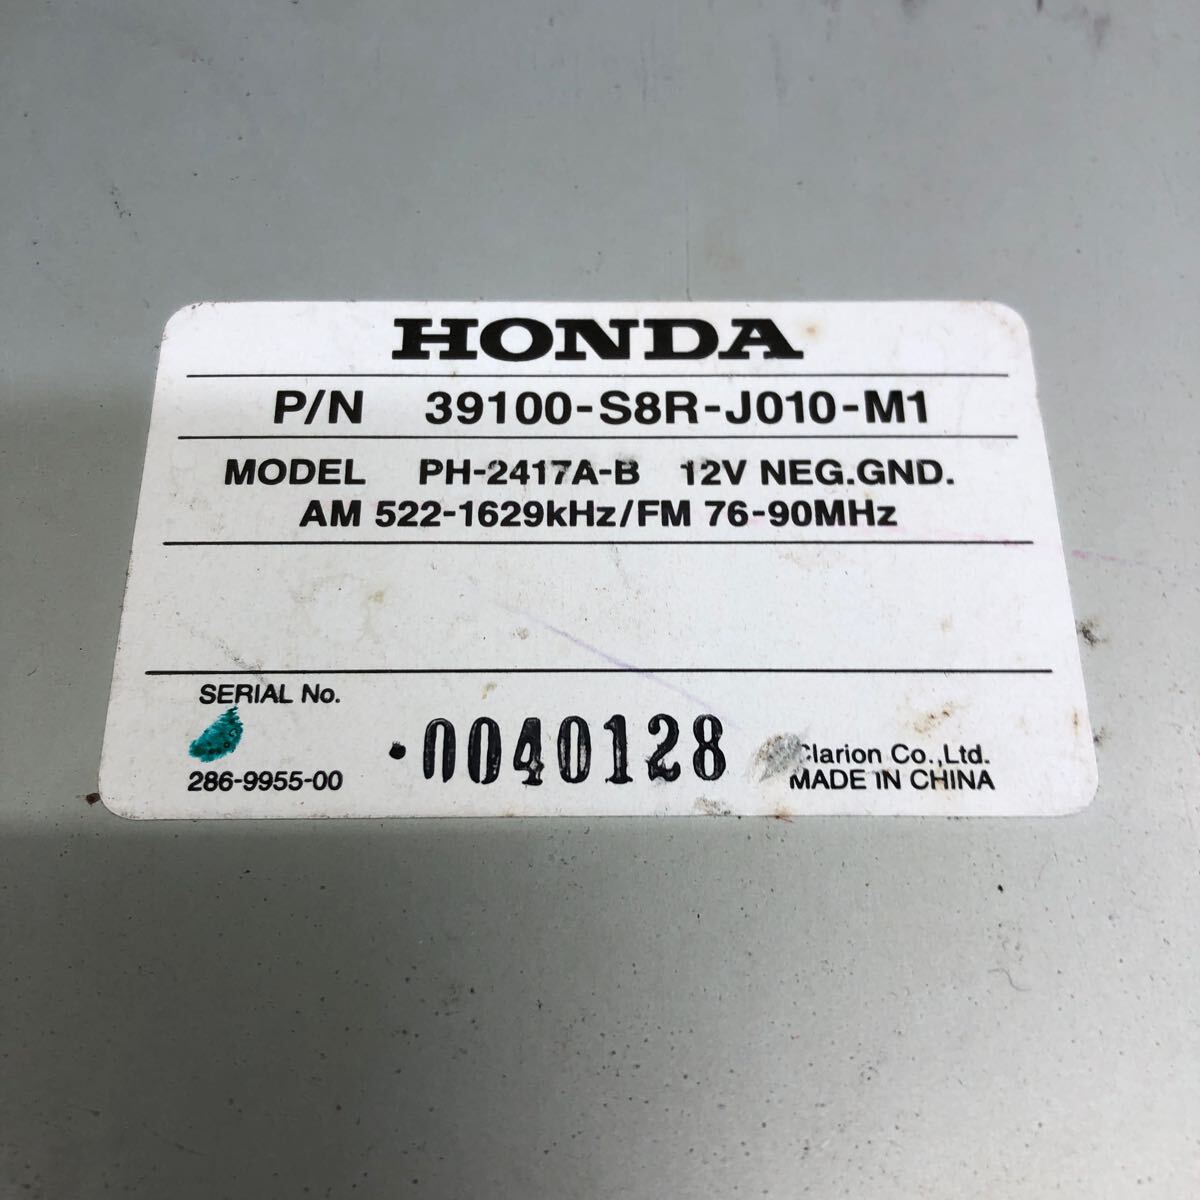 HONDA
P/N 39100-S8R-J010-M1
MODEL PH-2417A-B 12V NEG.GND.
AM 522-1629kHz/FM 76-90MHz
SERIAL No.
·0040128
286-9955-00
Clarion Co.,Ltd.
MADE IN CHINA